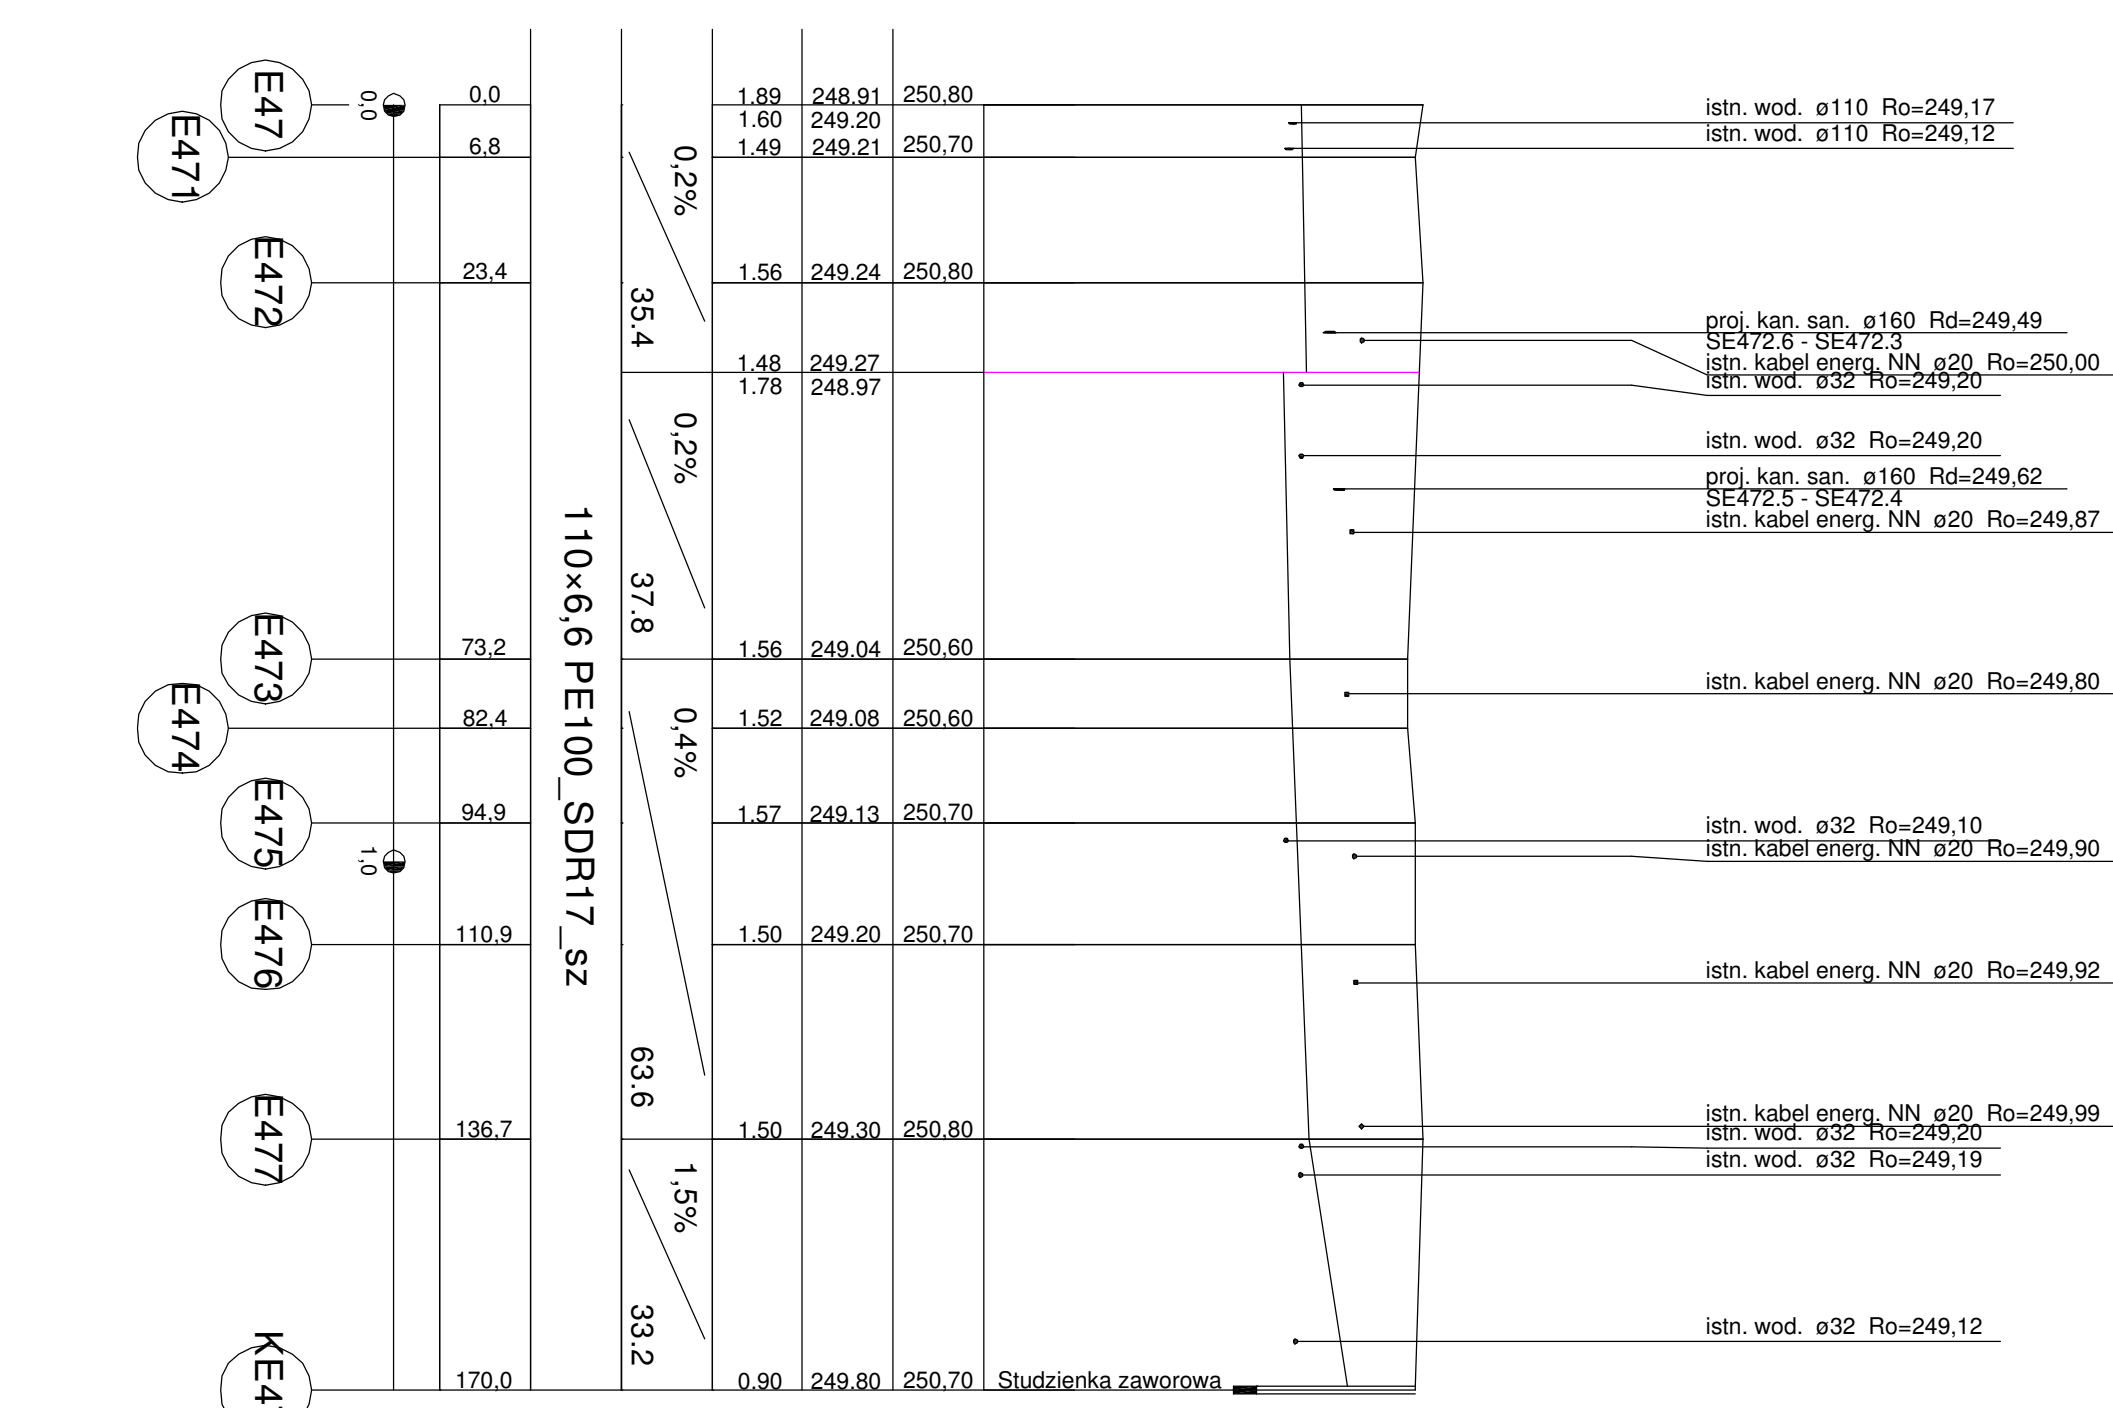 E47
0,0
0,0
1.89 248.91 250,80
1.60 249.20
E471
6,8
1.49 249.21 250,70
0,2%
35.4
E472
23,4
1.56 249.24 250,80
1.48 249.27
1.78 248.97
0,2%
37.8
110×6,6 PE100_SDR17_sz
E473
73,2
1.56 249.04 250,60
E474
82,4
1.52 249.08 250,60
0,4%
63.6
E475
94,9
1.57 249.13 250,70
1,0
E476
110,9
1.50 249.20 250,70
E477
136,7
1.50 249.30 250,80
1,5%
33.2
170,0
0.90 249.80 250,70 Studzienka zaworowa
istn. wod. ø110 Ro=249,17
istn. wod. ø110 Ro=249,12
proj. kan. san. ø160 Rd=249,49
SE472.6 - SE472.3
istn. kabel energ. NN ø20 Ro=250,00
istn. wod. ø32 Ro=249,20
istn. wod. ø32 Ro=249,20
proj. kan. san. ø160 Rd=249,62
SE472.5 - SE472.4
istn. kabel energ. NN ø20 Ro=249,87
istn. kabel energ. NN ø20 Ro=249,80
istn. wod. ø32 Ro=249,10
istn. kabel energ. NN ø20 Ro=249,90
istn. kabel energ. NN ø20 Ro=249,92
istn. kabel energ. NN ø20 Ro=249,99
istn. wod. ø32 Ro=249,20
istn. wod. ø32 Ro=249,19
istn. wod. ø32 Ro=249,12